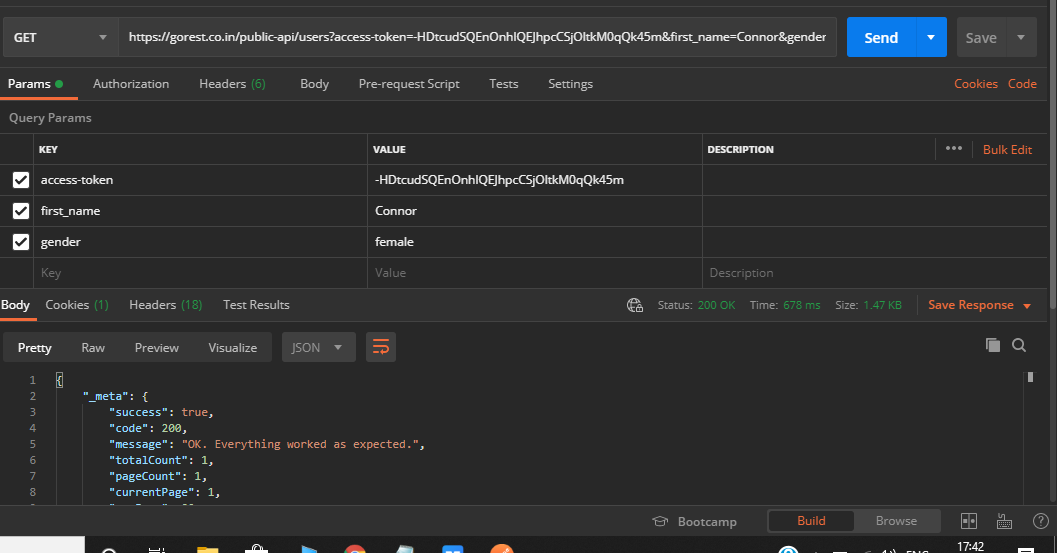 GET https://gorest.co.in/public-api/users?access-token=-HDtcudSQEnOnhlQEJhpcCSjOltkM0qQk45m&first_name=Connor&gender Send Save
Params Authorization Headers (6) Body Pre-request Script Tests Settings Cookies Code
Query Params
KEY VALUE DESCRIPTION ••• Bulk Edit
access-token -HDtcudSQEnOnhlQEJhpcCSjOltkM0qQk45m
first_name Connor
gender female
Key Value Description
Body Cookies (1) Headers (18) Test Results Status: 200 OK Time: 678 ms Size: 1.47 KB Save Response
Pretty Raw Preview Visualize JSON
1 {
2 "_meta": {
3 "success": true,
4 "code": 200,
5 "message": "OK. Everything worked as expected.",
6 "totalCount": 1,
7 "pageCount": 1,
8 "currentPage": 1,
Bootcamp Build Browse
17:42